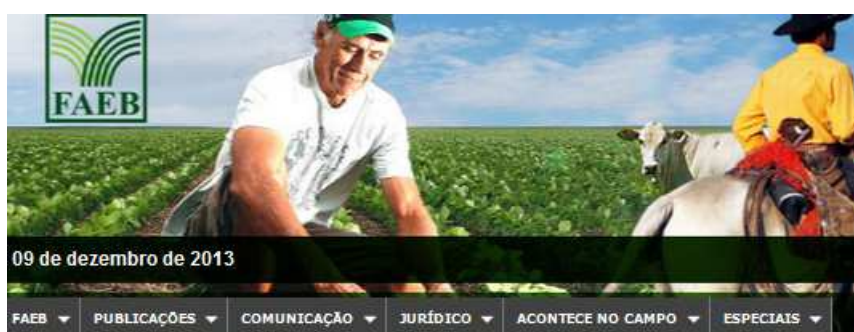 FAEB
09 de dezembro de 2013
FAEB PUBLICAÇÕES COMUNICAÇÃO JURÍDICO ACONTECE NO CAMPO ESPECIAIS